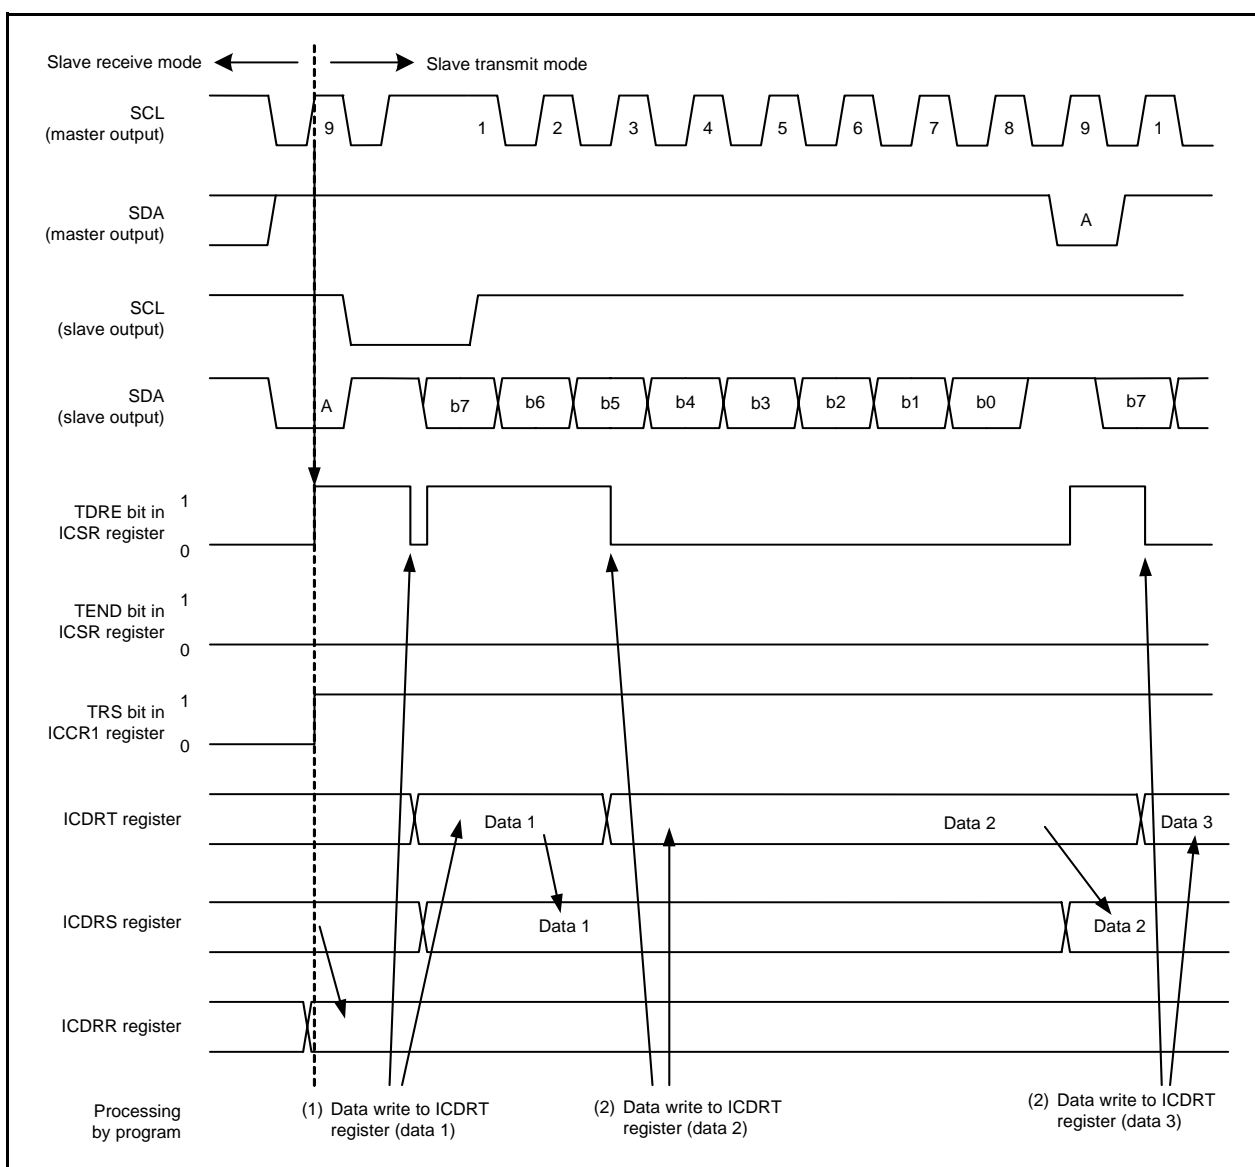 Slave receive mode
Slave transmit mode
SCL
(master output)
9 1 2 3 4 5 6 7 8 9 1
SDA
(master output)
A
SCL
(slave output)
SDA
(slave output)
A b7 b6 b5 b4 b3 b2 b1 b0 b7
TDRE bit in
ICSR register
1
0
TEND bit in
ICSR register
1
0
TRS bit in
ICCR1 register
1
0
ICDRT register
Data 1
Data 2
Data 3
ICDRS register
Data 1
Data 2
ICDRR register
Processing
by program
(1) Data write to ICDRT
register (data 1)
(2) Data write to ICDRT
register (data 2)
(2) Data write to ICDRT
register (data 3)